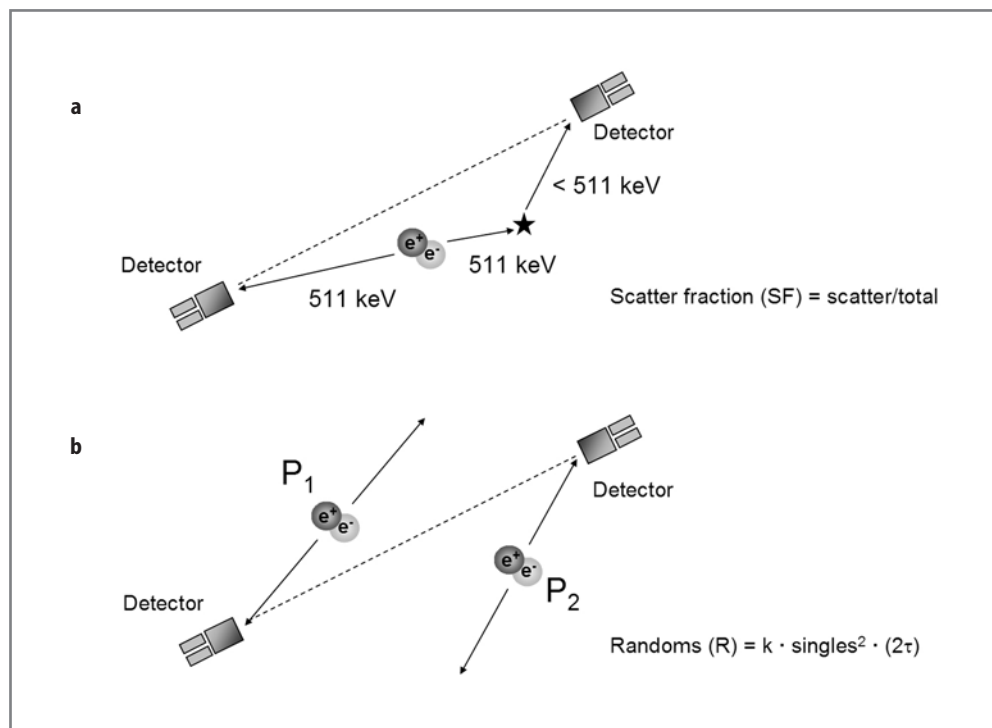 a
Detector
< 511 keV
e+
e-
Detector
511 keV
511 keV
Scatter fraction (SF) = scatter/total
b
P1
Detector
e+
e-
e+
e-
P2
Detector
Randoms (R) = k · singles² · (2τ)